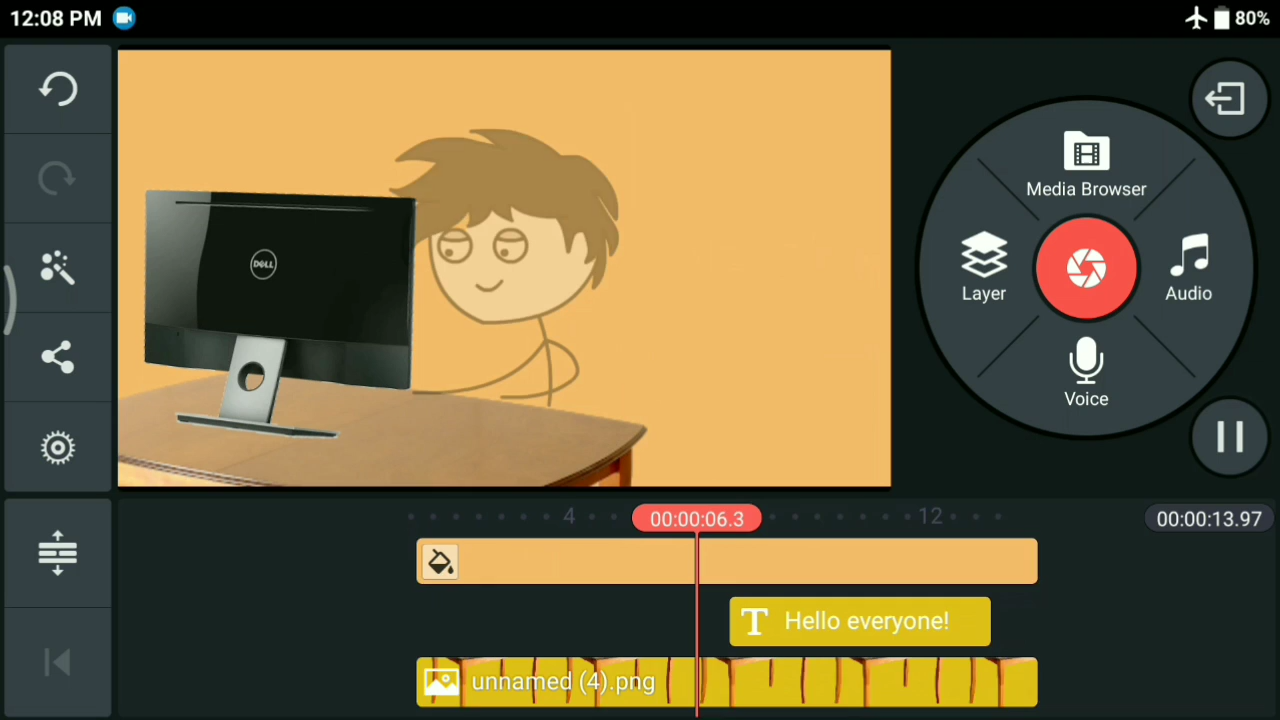 12:08 PM
80%
Media Browser
Layer
Audio
Voice
DELL
4
00:00:06.3
12
00:00:13.97
Hello everyone!
unnamed (4).png